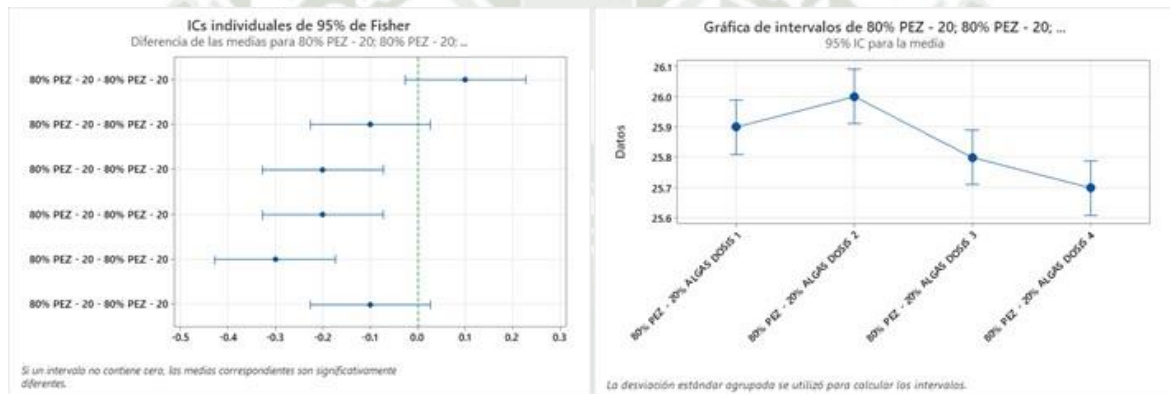 ICs individuales de 95% de Fisher
Diferencia de las medias para 80% PEZ - 20; 80% PEZ - 20; ...
80% PEZ - 20 - 80% PEZ - 20
80% PEZ - 20 - 80% PEZ - 20
80% PEZ - 20 - 80% PEZ - 20
80% PEZ - 20 - 80% PEZ - 20
80% PEZ - 20 - 80% PEZ - 20
80% PEZ - 20 - 80% PEZ - 20
-0.5 -0.4 -0.3 -0.2 -0.1 0.0 0.1 0.2 0.3
Si un intervalo no contiene cero, las medias correspondientes son significativamente
diferentes.
Gráfica de intervalos de 80% PEZ - 20; 80% PEZ - 20; ...
95% IC para la media
Datos
26.1
26.0
25.9
25.8
25.7
25.6
80% PEZ - 20% ALGAS DOSIS 1
80% PEZ - 20% ALGAS DOSIS 2
80% PEZ - 20% ALGAS DOSIS 3
80% PEZ - 20% ALGAS DOSIS 4
La desviación estándar agrupada se utilizó para calcular los intervalos.